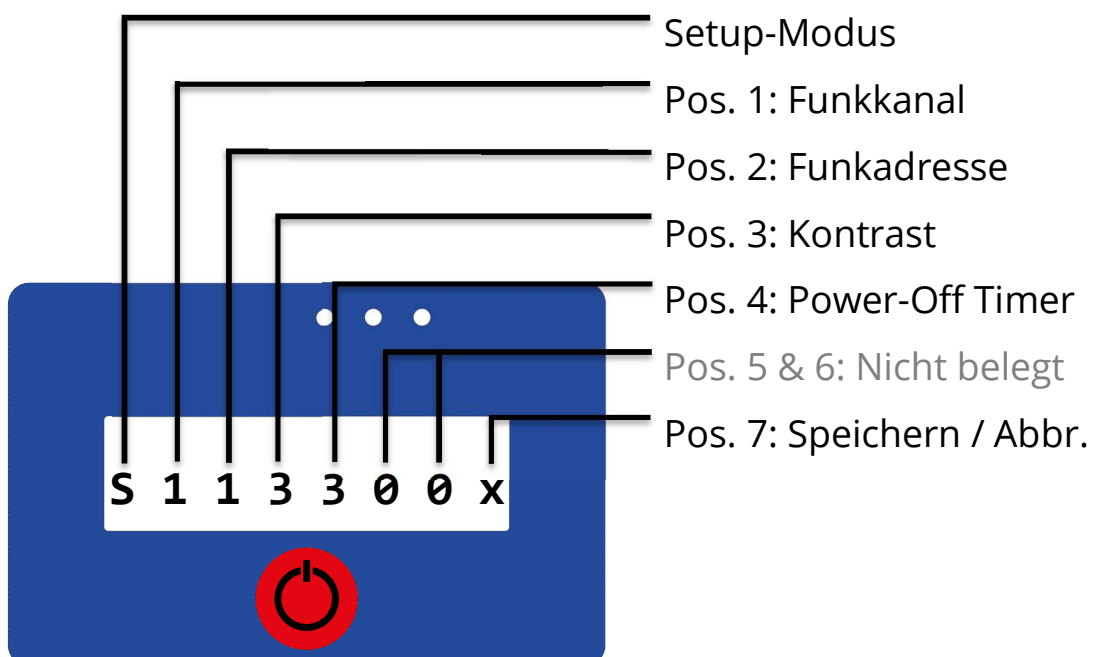 Setup-Modus
Pos. 1: Funkkanal
Pos. 2: Funkadresse
Pos. 3: Kontrast
Pos. 4: Power-Off Timer
Pos. 5 & 6: Nicht belegt
Pos. 7: Speichern / Abbr.
S 1 1 3 3 0 0 x